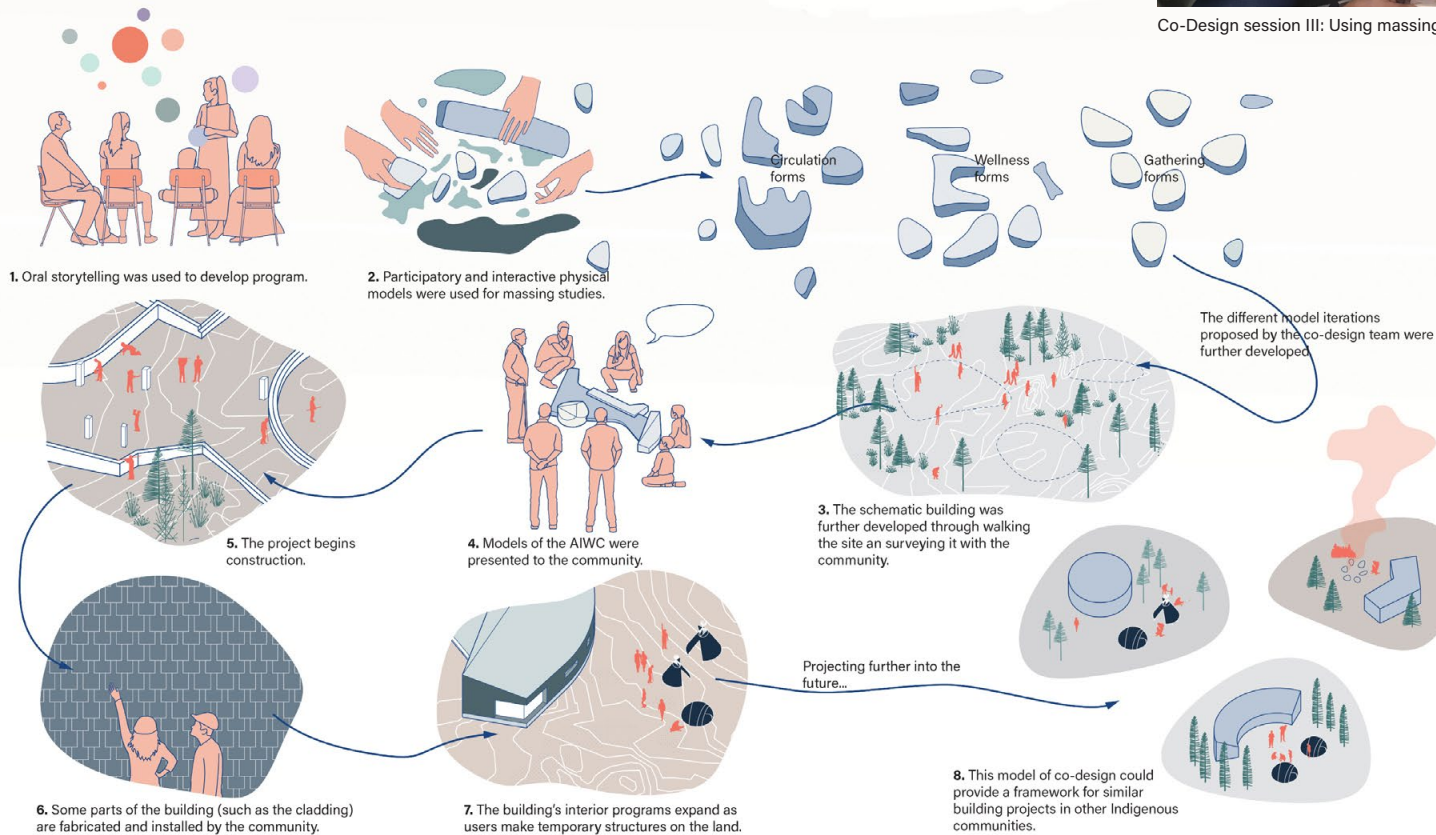 Co-Design session III: Using massing
Circulation
forms
Wellness
forms
Gathering
forms
1. Oral storytelling was used to develop program.
2. Participatory and interactive physical
models were used for massing studies.
The different model iterations
proposed by the co-design team were
further developed
3. The schematic building was
further developed through walking
the site an surveying it with the
community.
4. Models of the AIWC were
presented to the community.
5. The project begins
construction.
6. Some parts of the building (such as the cladding)
are fabricated and installed by the community.
7. The building's interior programs expand as
users make temporary structures on the land.
Projecting further into the
future...
8. This model of co-design could
provide a framework for similar
building projects in other Indigenous
communities.